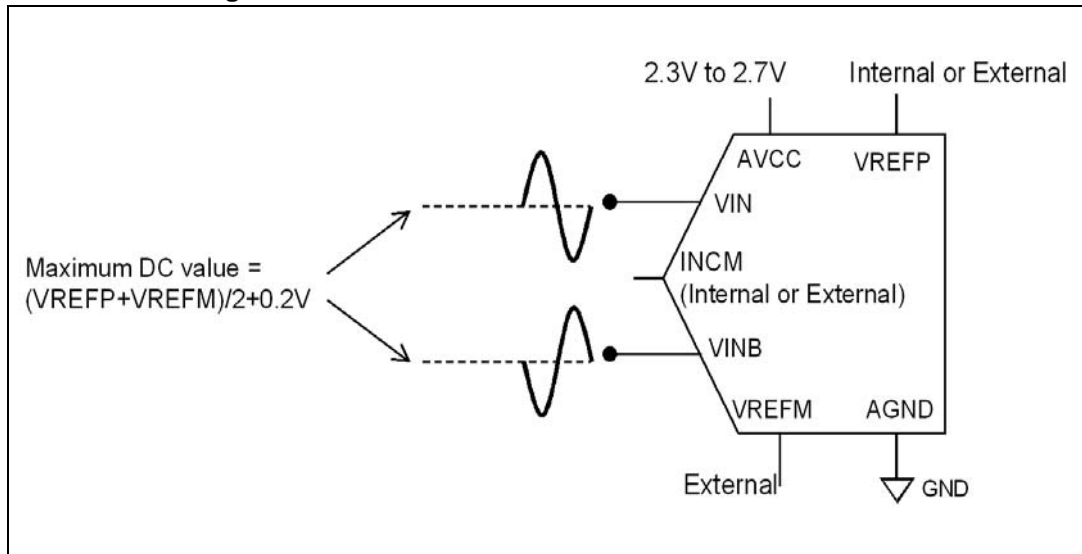 2.3V to 2.7V
Internal or External
AVCC
VREFP
VIN
Maximum DC value =
(VREFP+VREFM)/2+0.2V
INCM
(Internal or External)
VINB
VREFM
AGND
External
GND